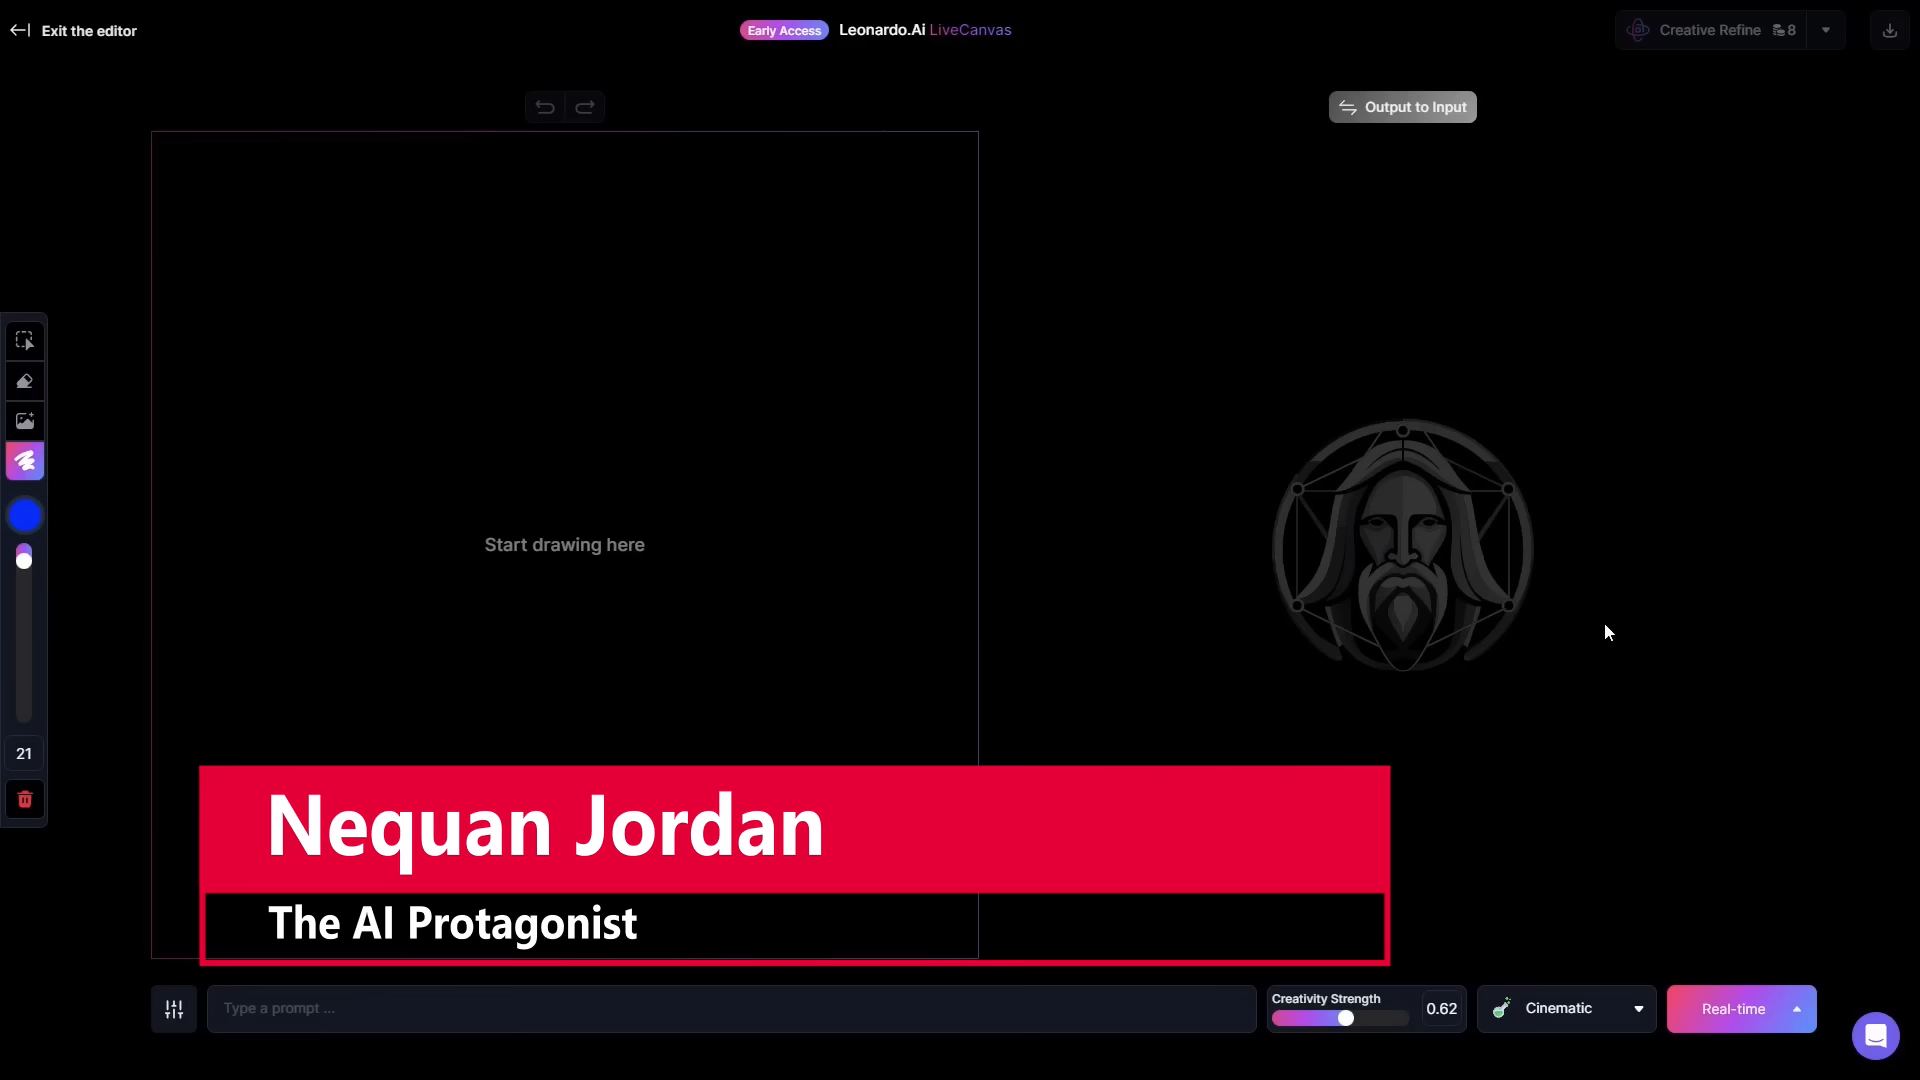 Exit the editor
Early Access Leonardo.Ai LiveCanvas
Creative Refine 8
Output to Input
Start drawing here
21
Nequan Jordan
The AI Protagonist
Type a prompt ...
Creativity Strength
0.62
Cinematic
Real-time